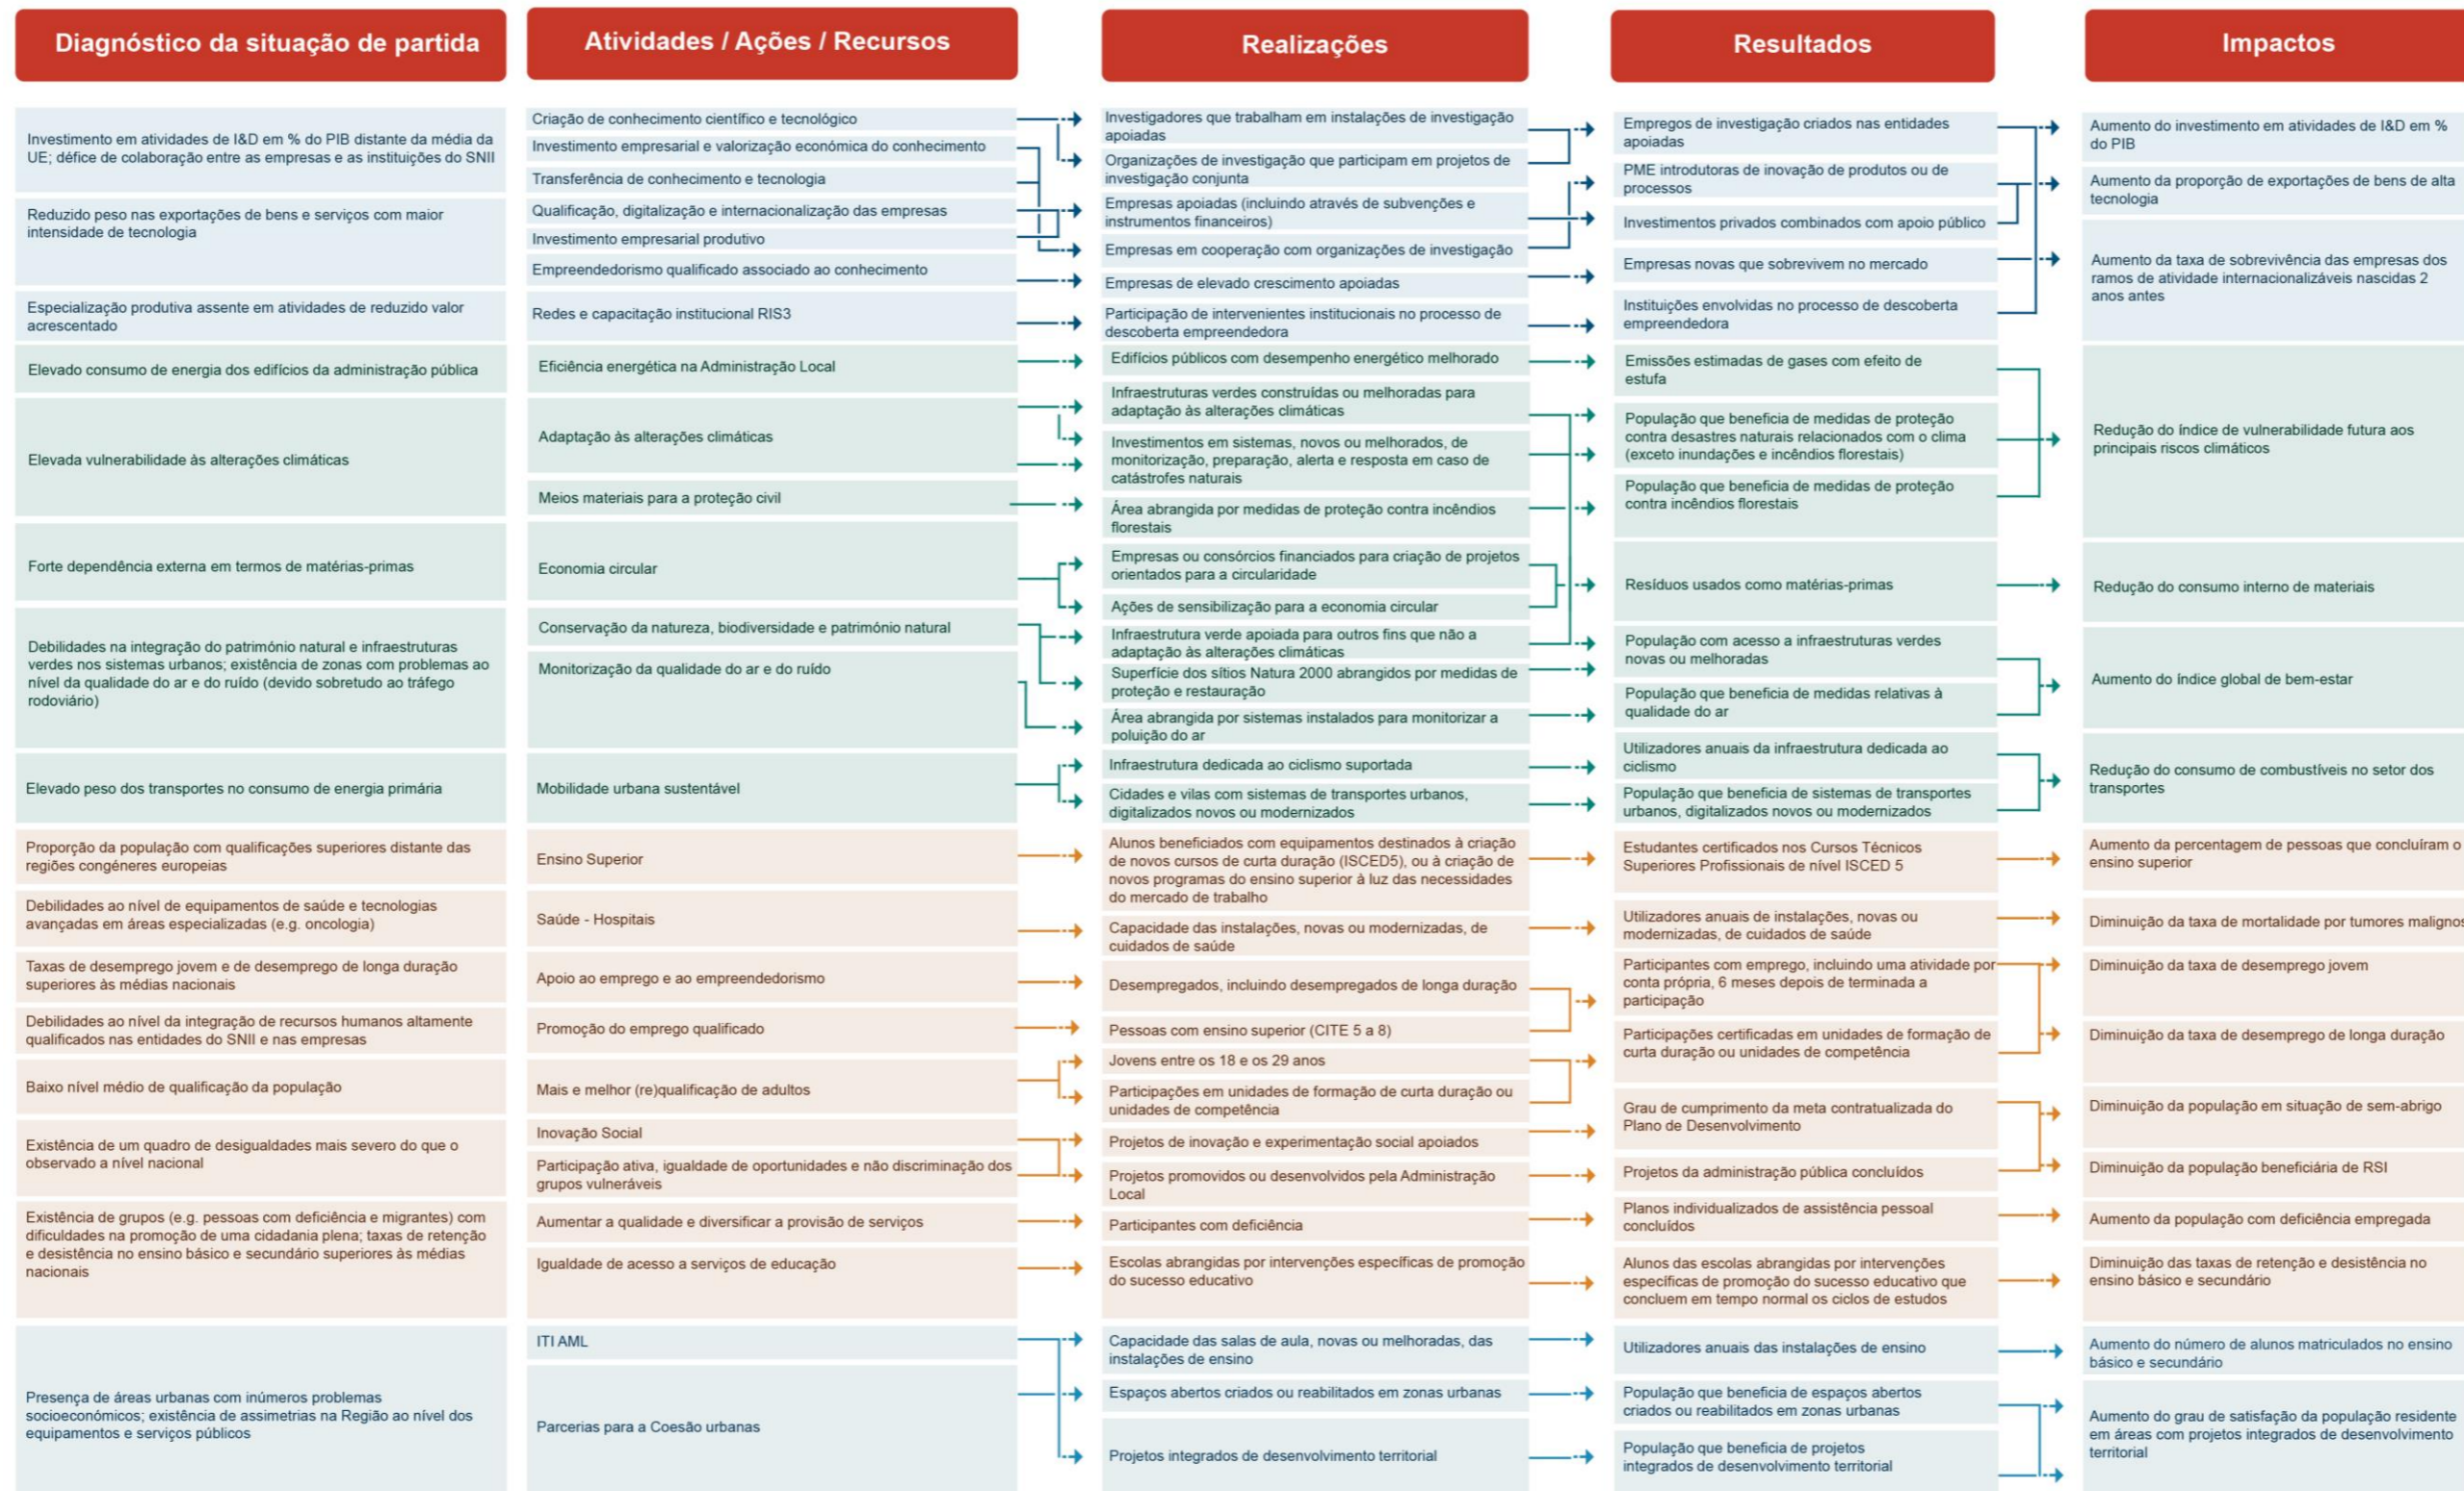 Diagnóstico da situação de partida
Atividades / Ações / Recursos
Realizações
Resultados
Impactos
Investimento em atividades de I&D em % do PIB distante da média da
UE; défice de colaboração entre as empresas e as instituições do SNII
Reduzido peso nas exportações de bens e serviços com maior
intensidade de tecnologia
Especialização produtiva assente em atividades de reduzido valor
acrescentado
Elevado consumo de energia dos edifícios da administração pública
Elevada vulnerabilidade às alterações climáticas
Forte dependência externa em termos de matérias-primas
Debilidades na integração do património natural e infraestruturas
verdes nos sistemas urbanos; existência de zonas com problemas ao
nível da qualidade do ar e do ruído (devido sobretudo ao tráfego
rodoviário)
Elevado peso dos transportes no consumo de energia primária
Proporção da população com qualificações superiores distante das
regiões congéneres europeias
Debilidades ao nível de equipamentos de saúde e tecnologias
avançadas em áreas especializadas (e.g. oncologia)
Taxas de desemprego jovem e de desemprego de longa duração
superiores às médias nacionais
Debilidades ao nível da integração de recursos humanos altamente
qualificados nas entidades do SNII e nas empresas
Baixo nível médio de qualificação da população
Existência de um quadro de desigualdades mais severo do que o
observado a nível nacional
Existência de grupos (e.g. pessoas com deficiência e migrantes) com
dificuldades na promoção de uma cidadania plena; taxas de retenção
e desistência no ensino básico e secundário superiores às médias
nacionais
Presença de áreas urbanas com inúmeros problemas
socioeconómicos; existência de assimetrias na Região ao nível dos
equipamentos e serviços públicos
Criação de conhecimento científico e tecnológico
Investimento empresarial e valorização económica do conhecimento
Transferência de conhecimento e tecnologia
Qualificação, digitalização e internacionalização das empresas
Investimento empresarial produtivo
Empreendedorismo qualificado associado ao conhecimento
Redes e capacitação institucional RIS3
Eficiência energética na Administração Local
Adaptação às alterações climáticas
Meios materiais para a proteção civil
Economia circular
Conservação da natureza, biodiversidade e património natural
Monitorização da qualidade do ar e do ruído
Mobilidade urbana sustentável
Ensino Superior
Saúde - Hospitais
Apoio ao emprego e ao empreendedorismo
Promoção do emprego qualificado
Mais e melhor (re)qualificação de adultos
Inovação Social
Participação ativa, igualdade de oportunidades e não discriminação dos
grupos vulneráveis
Aumentar a qualidade e diversificar a provisão de serviços
Igualdade de acesso a serviços de educação
ITI AML
Parcerias para a Coesão urbanas
Investigadores que trabalham em instalações de investigação
apoiadas
Organizações de investigação que participam em projetos de
investigação conjunta
Empresas apoiadas (incluindo através de subvenções e
instrumentos financeiros)
Empresas em cooperação com organizações de investigação
Empresas de elevado crescimento apoiadas
Participação de intervenientes institucionais no processo de
descoberta empreendedora
Edifícios públicos com desempenho energético melhorado
Infraestruturas verdes construídas ou melhoradas para
adaptação às alterações climáticas
Investimentos em sistemas, novos ou melhorados, de
monitorização, preparação, alerta e resposta em caso de
catástrofes naturais
Área abrangida por medidas de proteção contra incêndios
florestais
Empresas ou consórcios financiados para criação de projetos
orientados para a circularidade
Ações de sensibilização para a economia circular
Infraestrutura verde apoiada para outros fins que não a
adaptação às alterações climáticas
Superfície dos sítios Natura 2000 abrangidos por medidas de
proteção e restauração
Área abrangida por sistemas instalados para monitorizar a
poluição do ar
Infraestrutura dedicada ao ciclismo suportada
Cidades e vilas com sistemas de transportes urbanos,
digitalizados novos ou modernizados
Alunos beneficiados com equipamentos destinados à criação
de novos cursos de curta duração (ISCED5), ou à criação de
novos programas do ensino superior à luz das necessidades
do mercado de trabalho
Capacidade das instalações, novas ou modernizadas, de
cuidados de saúde
Desempregados, incluindo desempregados de longa duração
Pessoas com ensino superior (CITE 5 a 8)
Jovens entre os 18 e os 29 anos
Participações em unidades de formação de curta duração ou
unidades de competência
Projetos de inovação e experimentação social apoiados
Projetos promovidos ou desenvolvidos pela Administração
Local
Participantes com deficiência
Escolas abrangidas por intervenções específicas de promoção
do sucesso educativo
Capacidade das salas de aula, novas ou melhoradas, das
instalações de ensino
Espaços abertos criados ou reabilitados em zonas urbanas
Projetos integrados de desenvolvimento territorial
Empregos de investigação criados nas entidades
apoiadas
PME introdutoras de inovação de produtos ou de
processos
Investimentos privados combinados com apoio público
Empresas novas que sobrevivem no mercado
Instituições envolvidas no processo de descoberta
empreendedora
Emissões estimadas de gases com efeito de
estufa
População que beneficia de medidas de proteção
contra desastres naturais relacionados com o clima
(exceto inundações e incêndios florestais)
População que beneficia de medidas de proteção
contra incêndios florestais
Resíduos usados como matérias-primas
População com acesso a infraestruturas verdes
novas ou melhoradas
População que beneficia de medidas relativas à
qualidade do ar
Utilizadores anuais da infraestrutura dedicada ao
ciclismo
População que beneficia de sistemas de transportes
urbanos, digitalizados novos ou modernizados
Estudantes certificados nos Cursos Técnicos
Superiores Profissionais de nível ISCED 5
Utilizadores anuais de instalações, novas ou
modernizadas, de cuidados de saúde
Participantes com emprego, incluindo uma atividade por
conta própria, 6 meses depois de terminada a
participação
Participações certificadas em unidades de formação de
curta duração ou unidades de competência
Grau de cumprimento da meta contratualizada do
Plano de Desenvolvimento
Projetos da administração pública concluídos
Planos individualizados de assistência pessoal
concluídos
Alunos das escolas abrangidas por intervenções
específicas de promoção do sucesso educativo que
concluem em tempo normal os ciclos de estudos
Utilizadores anuais das instalações de ensino
População que beneficia de espaços abertos
criados ou reabilitados em zonas urbanas
População que beneficia de projetos
integrados de desenvolvimento territorial
Aumento do investimento em atividades de I&D em %
do PIB
Aumento da proporção de exportações de bens de alta
tecnologia
Aumento da taxa de sobrevivência das empresas dos
ramos de atividade internacionalizáveis nascidas 2
anos antes
Redução do índice de vulnerabilidade futura aos
principais riscos climáticos
Redução do consumo interno de materiais
Aumento do índice global de bem-estar
Redução do consumo de combustíveis no setor dos
transportes
Aumento da percentagem de pessoas que concluíram o
ensino superior
Diminuição da taxa de mortalidade por tumores malignos
Diminuição da taxa de desemprego jovem
Diminuição da taxa de desemprego de longa duração
Diminuição da população em situação de sem-abrigo
Diminuição da população beneficiária de RSI
Aumento da população com deficiência empregada
Diminuição das taxas de retenção e desistência no
ensino básico e secundário
Aumento do número de alunos matriculados no ensino
básico e secundário
Aumento do grau de satisfação da população residente
em áreas com projetos integrados de desenvolvimento
territorial